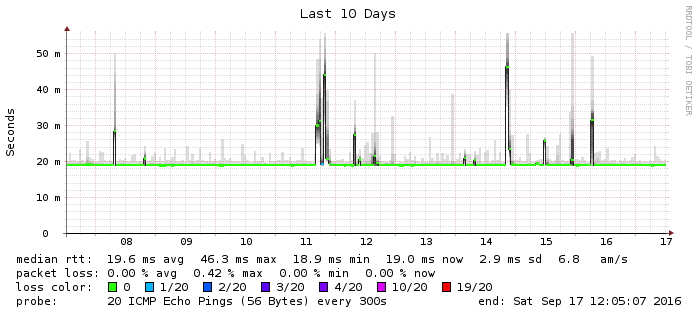 Last 10 Days
RRDTOOL / TOBI OETIKER
Seconds
50 m
40 m
30 m
20 m
10 m
0
08 09 10 11 12 13 14 15 16 17
median rtt: 19.6 ms avg 46.3 ms max 18.9 ms min 19.0 ms now 2.9 ms sd 6.8 am/s
packet loss: 0.00 % avg 0.42 % max 0.00 % min 0.00 % now
loss color: 0 1/20 2/20 3/20 4/20 10/20 19/20
probe: 20 ICMP Echo Pings (56 Bytes) every 300s end: Sat Sep 17 12:05:07 2016